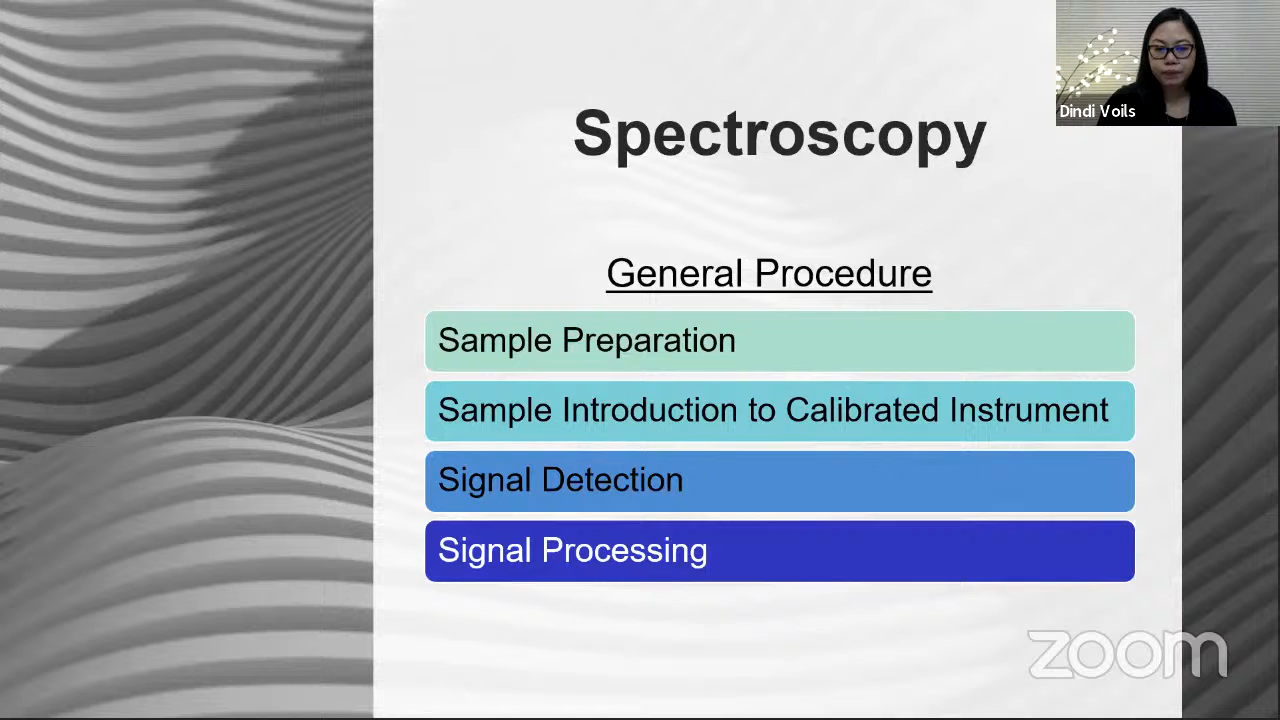 Dindi Voils
Spectroscopy
General Procedure
Sample Preparation
Sample Introduction to Calibrated Instrument
Signal Detection
Signal Processing
zoom